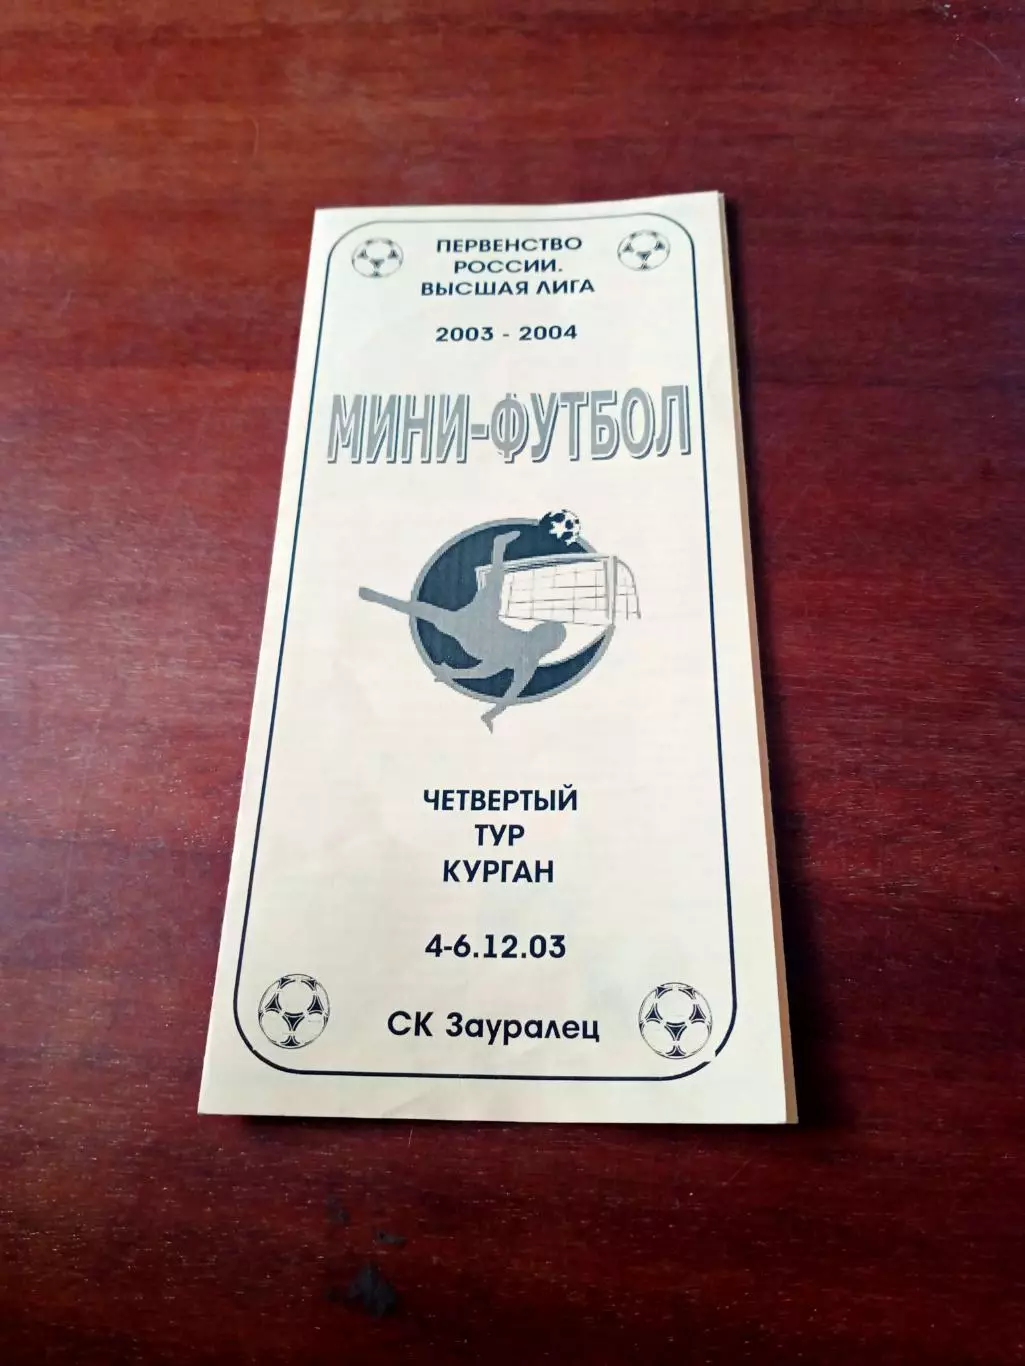 ПЕРВЕНСТВО
РОССИИ.
ВЫСШАЯ ЛИГА
2003 - 2004
МИНИ-ФУТБОЛ
ЧЕТВЕРТЫЙ
ТУР
КУРГАН
4-6.12.03
СК Зауралец